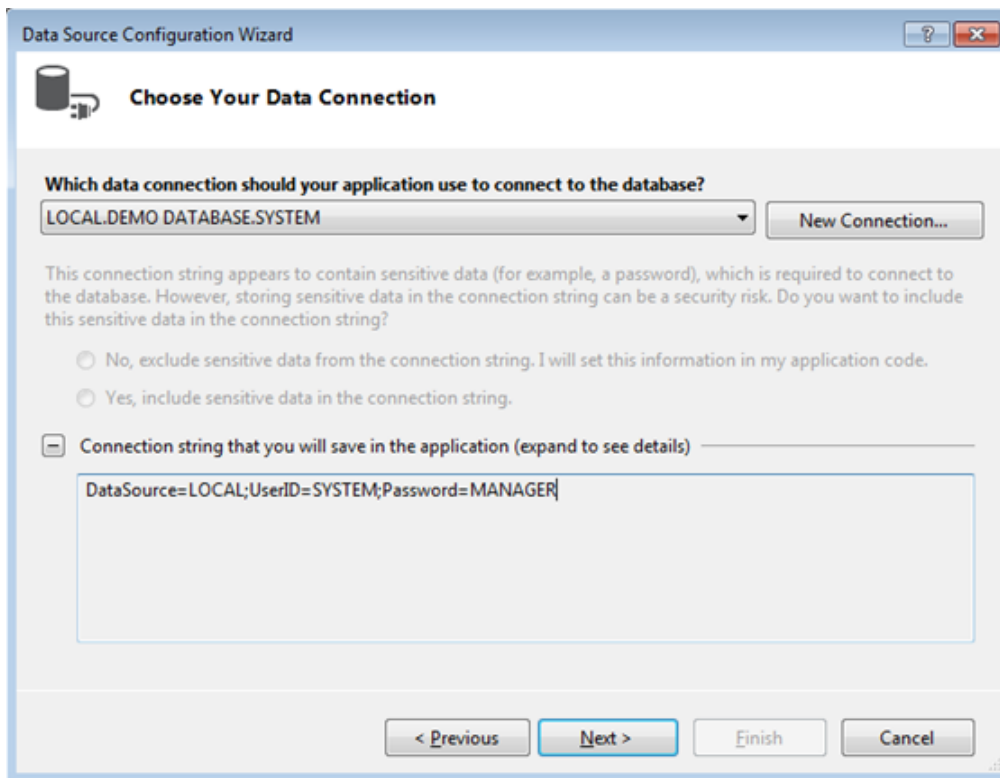 Data Source Configuration Wizard
Choose Your Data Connection
Which data connection should your application use to connect to the database?
LOCAL.DEMO DATABASE.SYSTEM
New Connection...
This connection string appears to contain sensitive data (for example, a password), which is required to connect to
the database. However, storing sensitive data in the connection string can be a security risk. Do you want to include
this sensitive data in the connection string?
No, exclude sensitive data from the connection string. I will set this information in my application code.
Yes, include sensitive data in the connection string.
Connection string that you will save in the application (expand to see details)
DataSource=LOCAL;UserID=SYSTEM;Password=MANAGER
< Previous
Next >
Finish
Cancel